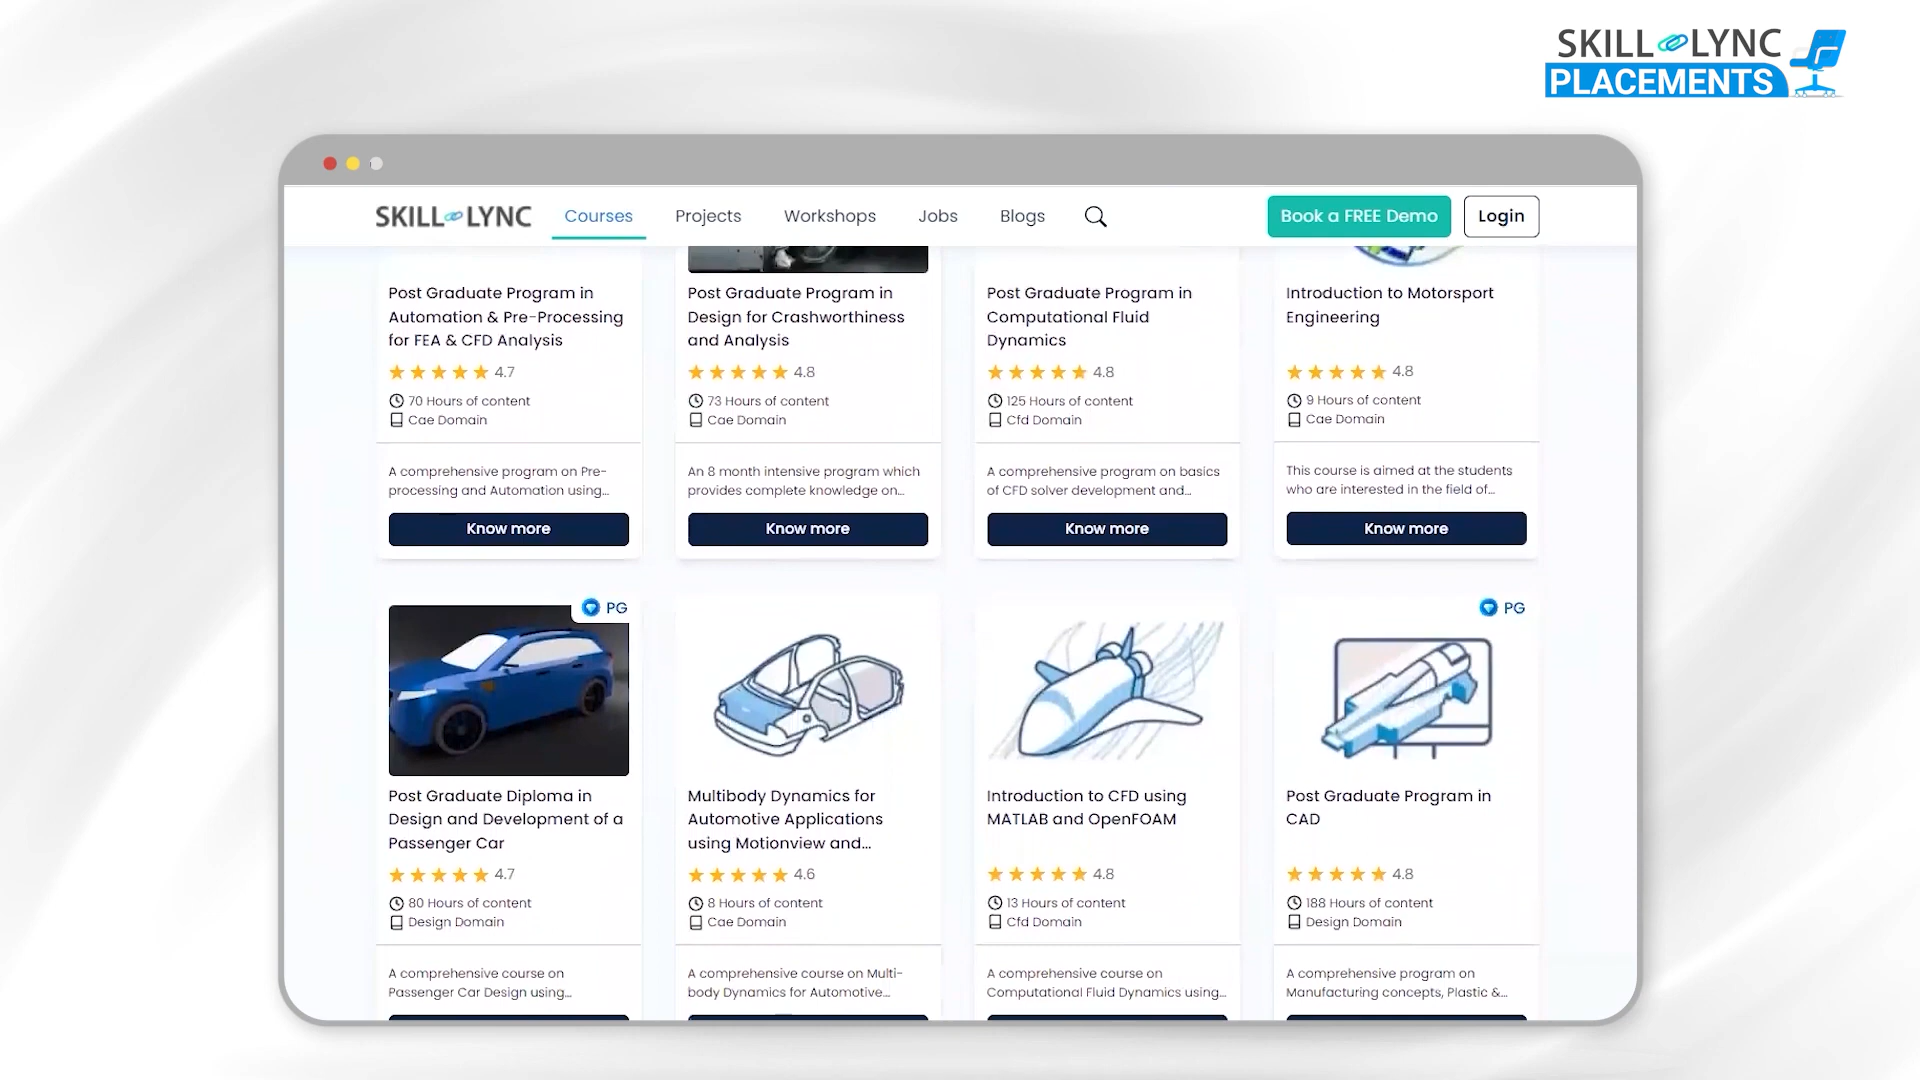 SKILL LYNC
PLACEMENTS
SKILL LYNC Courses Projects Workshops Jobs Blogs Book a FREE Demo Login
Post Graduate Program in
Automation & Pre-Processing
for FEA & CFD Analysis
4.7
70 Hours of content
Cae Domain
A comprehensive program on Pre-
processing and Automation using...
Know more
Post Graduate Program in
Design for Crashworthiness
and Analysis
4.8
73 Hours of content
Cae Domain
An 8 month intensive program which
provides complete knowledge on...
Know more
Post Graduate Program in
Computational Fluid
Dynamics
4.8
125 Hours of content
Cfd Domain
A comprehensive program on basics
of CFD solver development and...
Know more
Introduction to Motorsport
Engineering
4.8
9 Hours of content
Cae Domain
This course is aimed at the students
who are interested in the field of...
Know more
PG
Post Graduate Diploma in
Design and Development of a
Passenger Car
4.7
80 Hours of content
Design Domain
A comprehensive course on
Passenger Car Design using...
Multibody Dynamics for
Automotive Applications
using Motionview and...
4.6
8 Hours of content
Cae Domain
A comprehensive course on Multi-
body Dynamics for Automotive...
Introduction to CFD using
MATLAB and OpenFOAM
4.8
13 Hours of content
Cfd Domain
A comprehensive course on
Computational Fluid Dynamics using...
PG
Post Graduate Program in
CAD
4.8
188 Hours of content
Design Domain
A comprehensive program on
Manufacturing concepts, Plastic &...